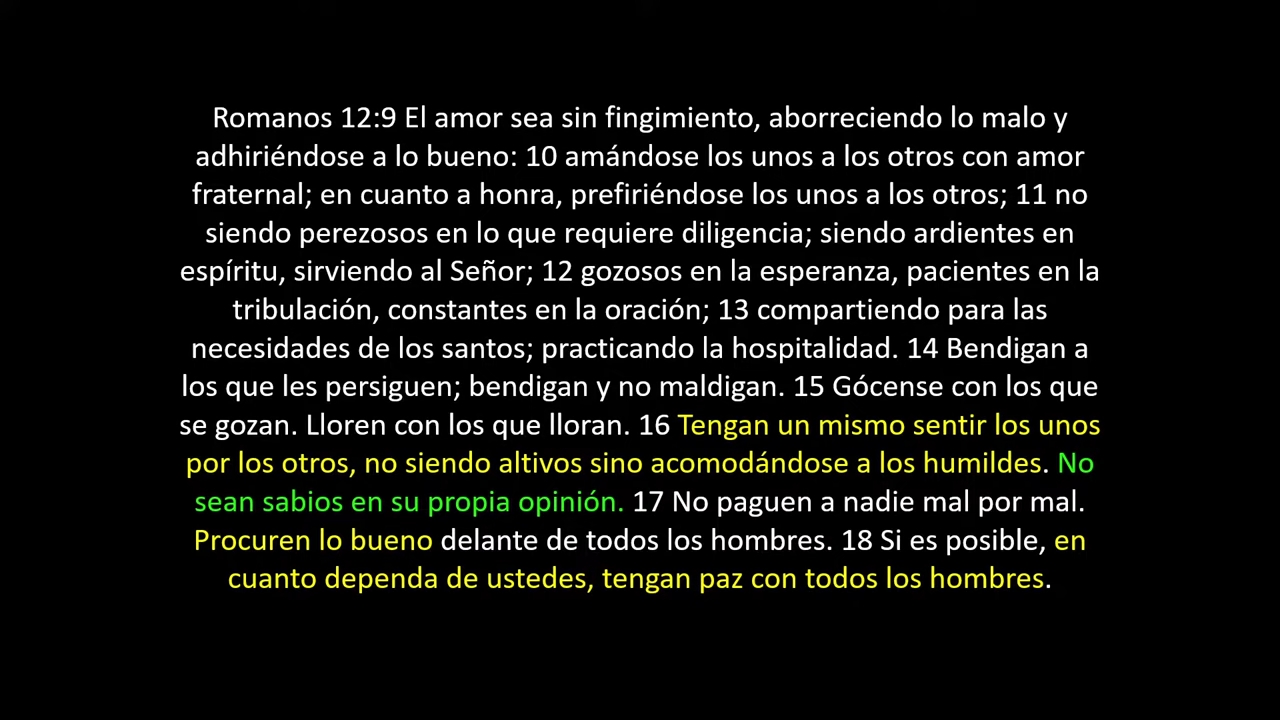 Romanos 12:9 El amor sea sin fingimiento, aborreciendo lo malo y
adhiriéndose a lo bueno: 10 amándose los unos a los otros con amor
fraternal; en cuanto a honra, prefiriéndose los unos a los otros; 11 no
siendo perezosos en lo que requiere diligencia; siendo ardientes en
espíritu, sirviendo al Señor; 12 gozosos en la esperanza, pacientes en la
tribulación, constantes en la oración; 13 compartiendo para las
necesidades de los santos; practicando la hospitalidad. 14 Bendigan a
los que les persiguen; bendigan y no maldigan. 15 Gócense con los que
se gozan. Lloren con los que lloran. 16 Tengan un mismo sentir los unos
por los otros, no siendo altivos sino acomodándose a los humildes. No
sean sabios en su propia opinión. 17 No paguen a nadie mal por mal.
Procuren lo bueno delante de todos los hombres. 18 Si es posible, en
cuanto dependa de ustedes, tengan paz con todos los hombres.